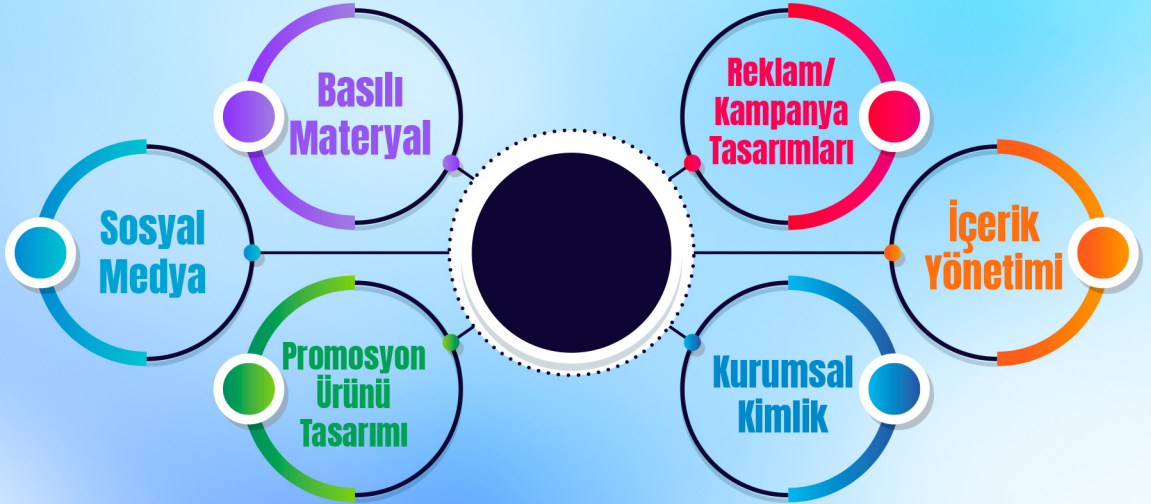 Basılı
Materyal
Reklam/
Kampanya
Tasarımları
Sosyal
Medya
İçerik
Yönetimi
Promosyon
Ürünü
Tasarımı
Kurumsal
Kimlik